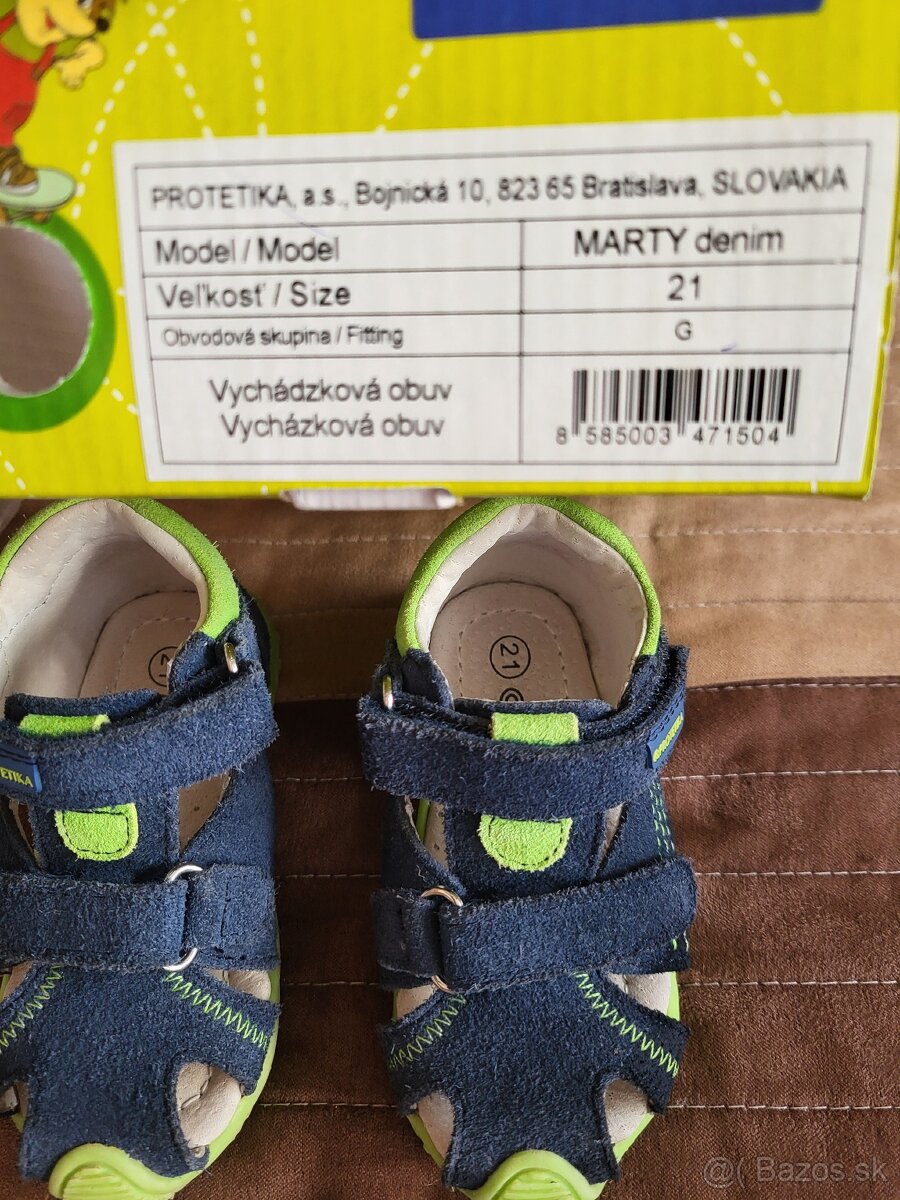 PROTETIKA, a.s., Bojnická 10, 823 65 Bratislava, SLOVAKIA
Model / Model MARTY denim
Veľkosť / Size 21
Obvodová skupina / Fitting G
Vychádzková obuv
Vycházková obuv
8 585003 471504
21
21
PROTETIKA
ETIKA
@( Bazos.sk